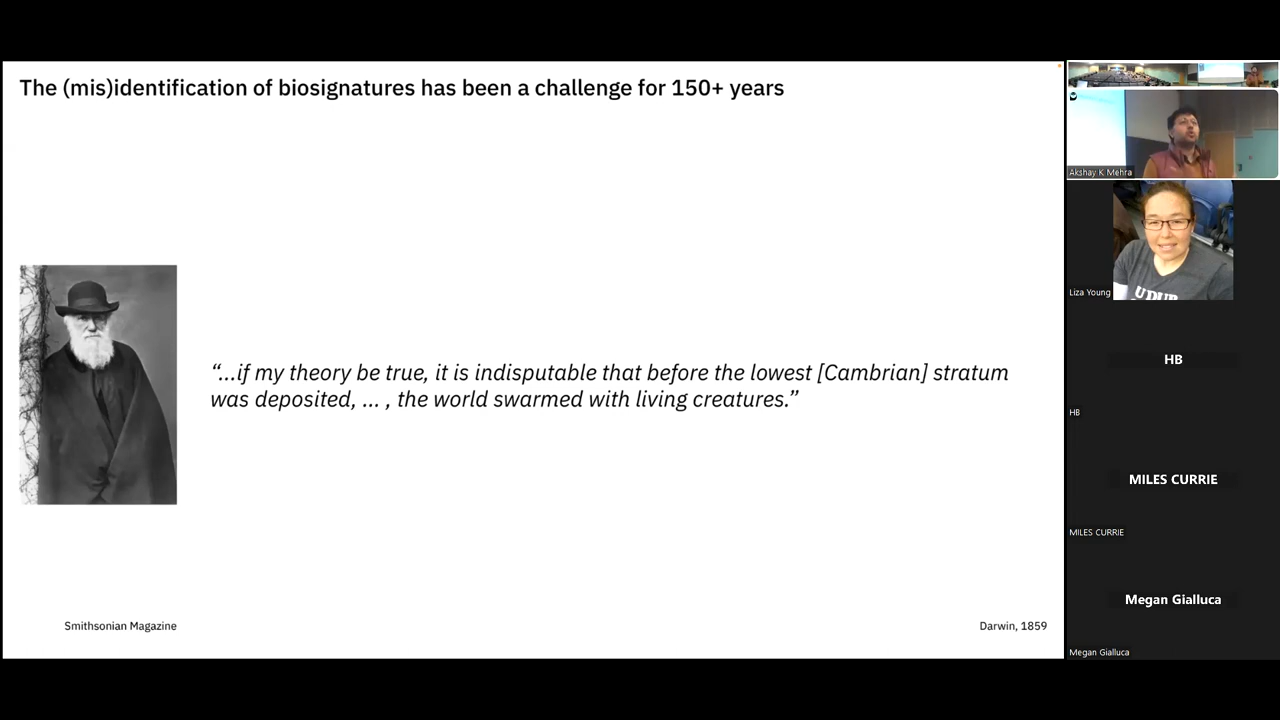 The (mis)identification of biosignatures has been a challenge for 150+ years
“...if my theory be true, it is indisputable that before the lowest [Cambrian] stratum
was deposited, ... , the world swarmed with living creatures.”
Smithsonian Magazine
Darwin, 1859
Akshay K Mehra
Liza Young
HB
HB
MILES CURRIE
MILES CURRIE
Megan Gialluca
Megan Gialluca